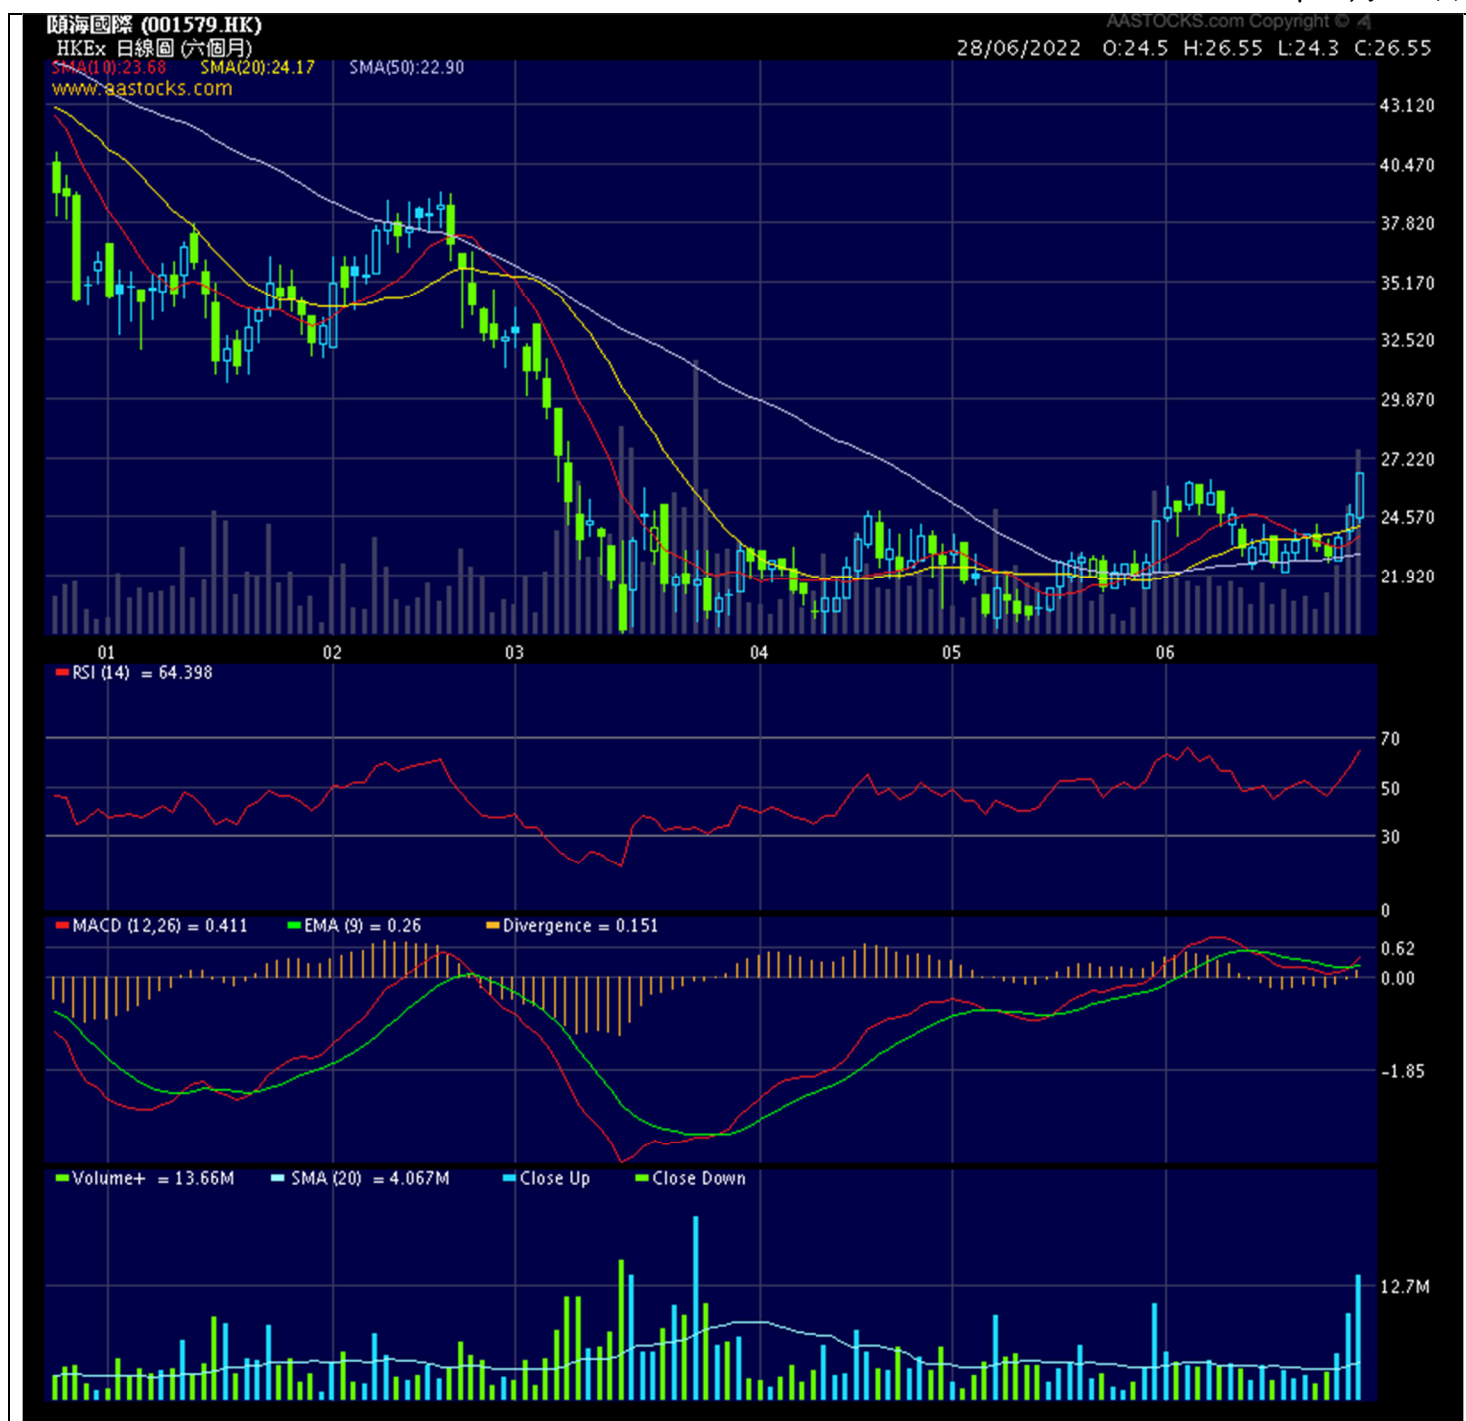 頤海國際 (001579.HK)
AASTOCKS.com Copyright ©
HKEx 日線圖 (六個月)
28/06/2022 O:24.5 H:26.55 L:24.3 C:26.55
SMA(10):23.68 SMA(20):24.17 SMA(50):22.90
www.aastocks.com
43.120
40.470
37.820
35.170
32.520
29.870
27.220
24.570
21.920
01 02 03 04 05 06
RSI (14) = 64.398
70
50
30
0
MACD (12,26) = 0.411 EMA (9) = 0.26 Divergence = 0.151
0.62
0.00
-1.85
Volume+ = 13.66M SMA (20) = 4.067M Close Up Close Down
12.7M